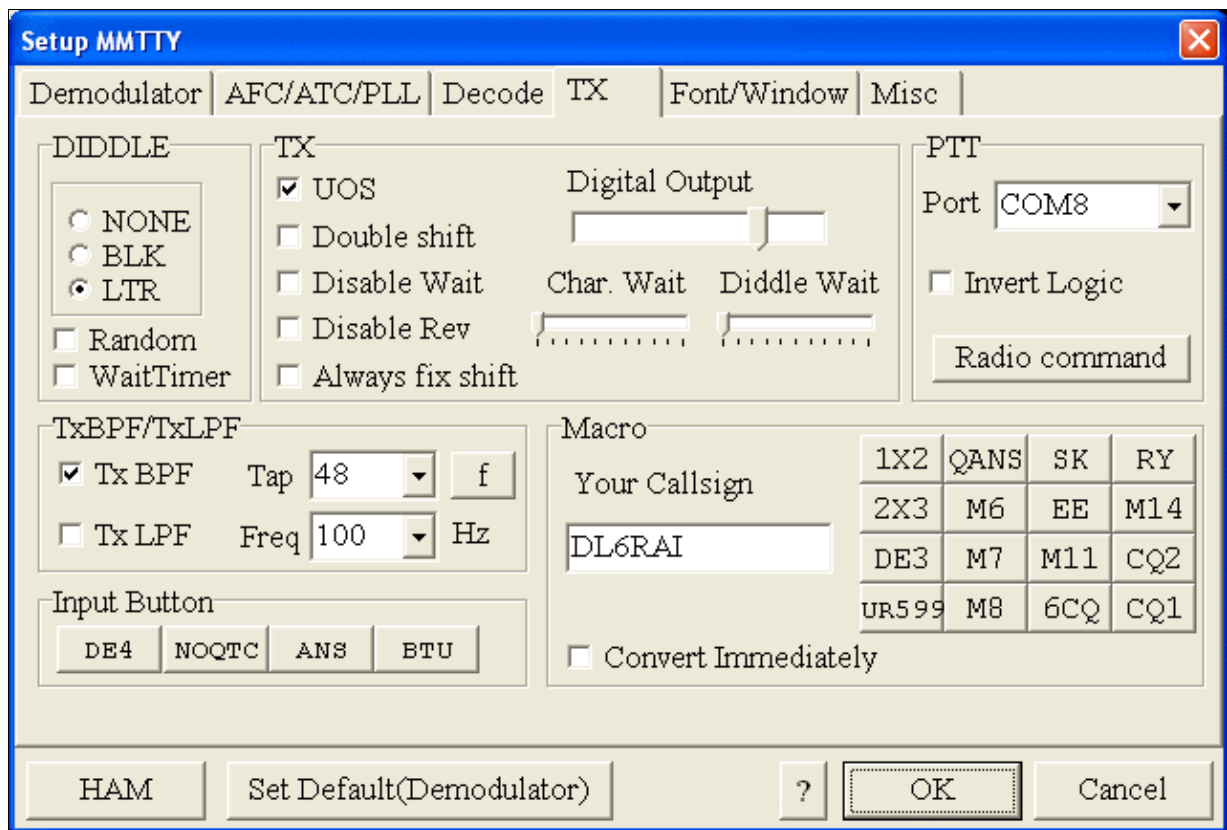 Setup MMTTY
Demodulator AFC/ATC/PLL Decode TX Font/Window Misc
DIDDLE
NONE
BLK
LTR
Random
WaitTimer
TX
UOS
Double shift
Disable Wait
Disable Rev
Always fix shift
Digital Output
Char. Wait Diddle Wait
PTT
Port COM8
Invert Logic
Radio command
TxBPF/TxLPF
Tx BPF Tap 48 f
Tx LPF Freq 100 Hz
Input Button
DE4 NOQTC ANS BTU
Macro
Your Callsign
DL6RAI
Convert Immediately
1X2 QANS SK RY
2X3 M6 EE M14
DE3 M7 M11 CQ2
UR599 M8 6CQ CQ1
HAM Set Default(Demodulator) ? OK Cancel